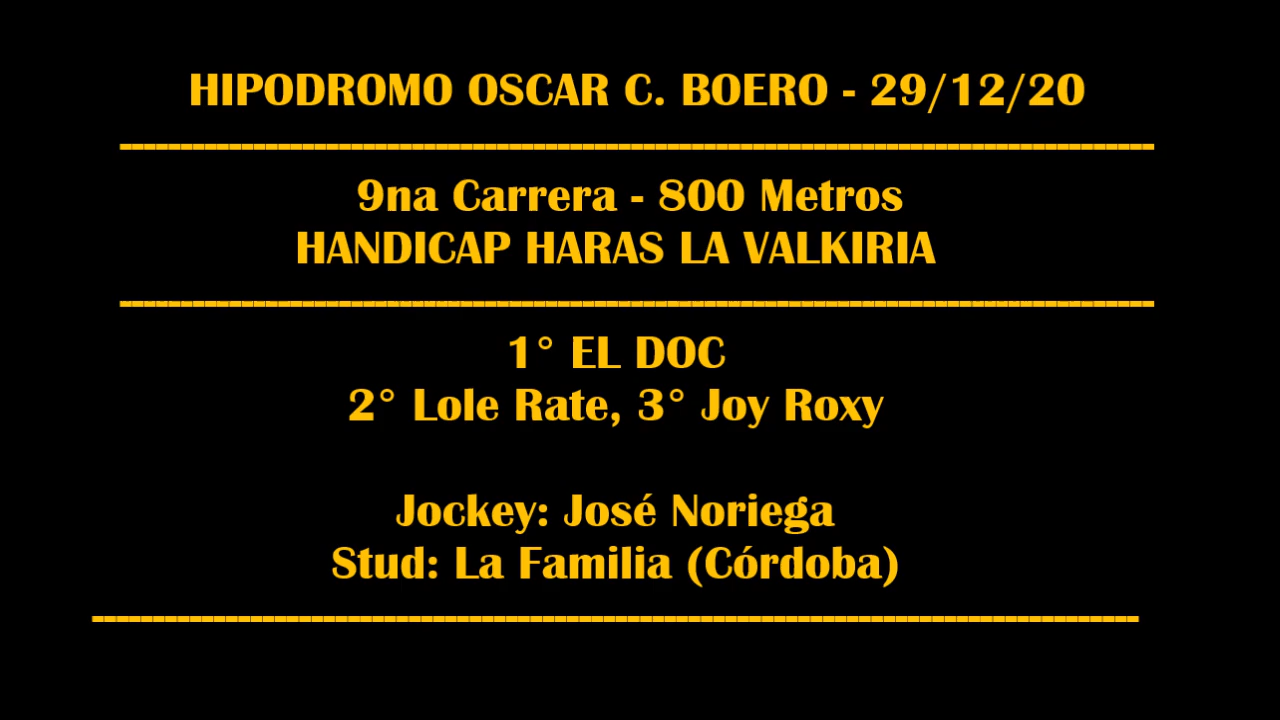 HIPODROMO OSCAR C. BOERO - 29/12/20
9na Carrera - 800 Metros
HANDICAP HARAS LA VALKIRIA
1° EL DOC
2° Lole Rate, 3° Joy Roxy
Jockey: José Noriega
Stud: La Familia (Córdoba)